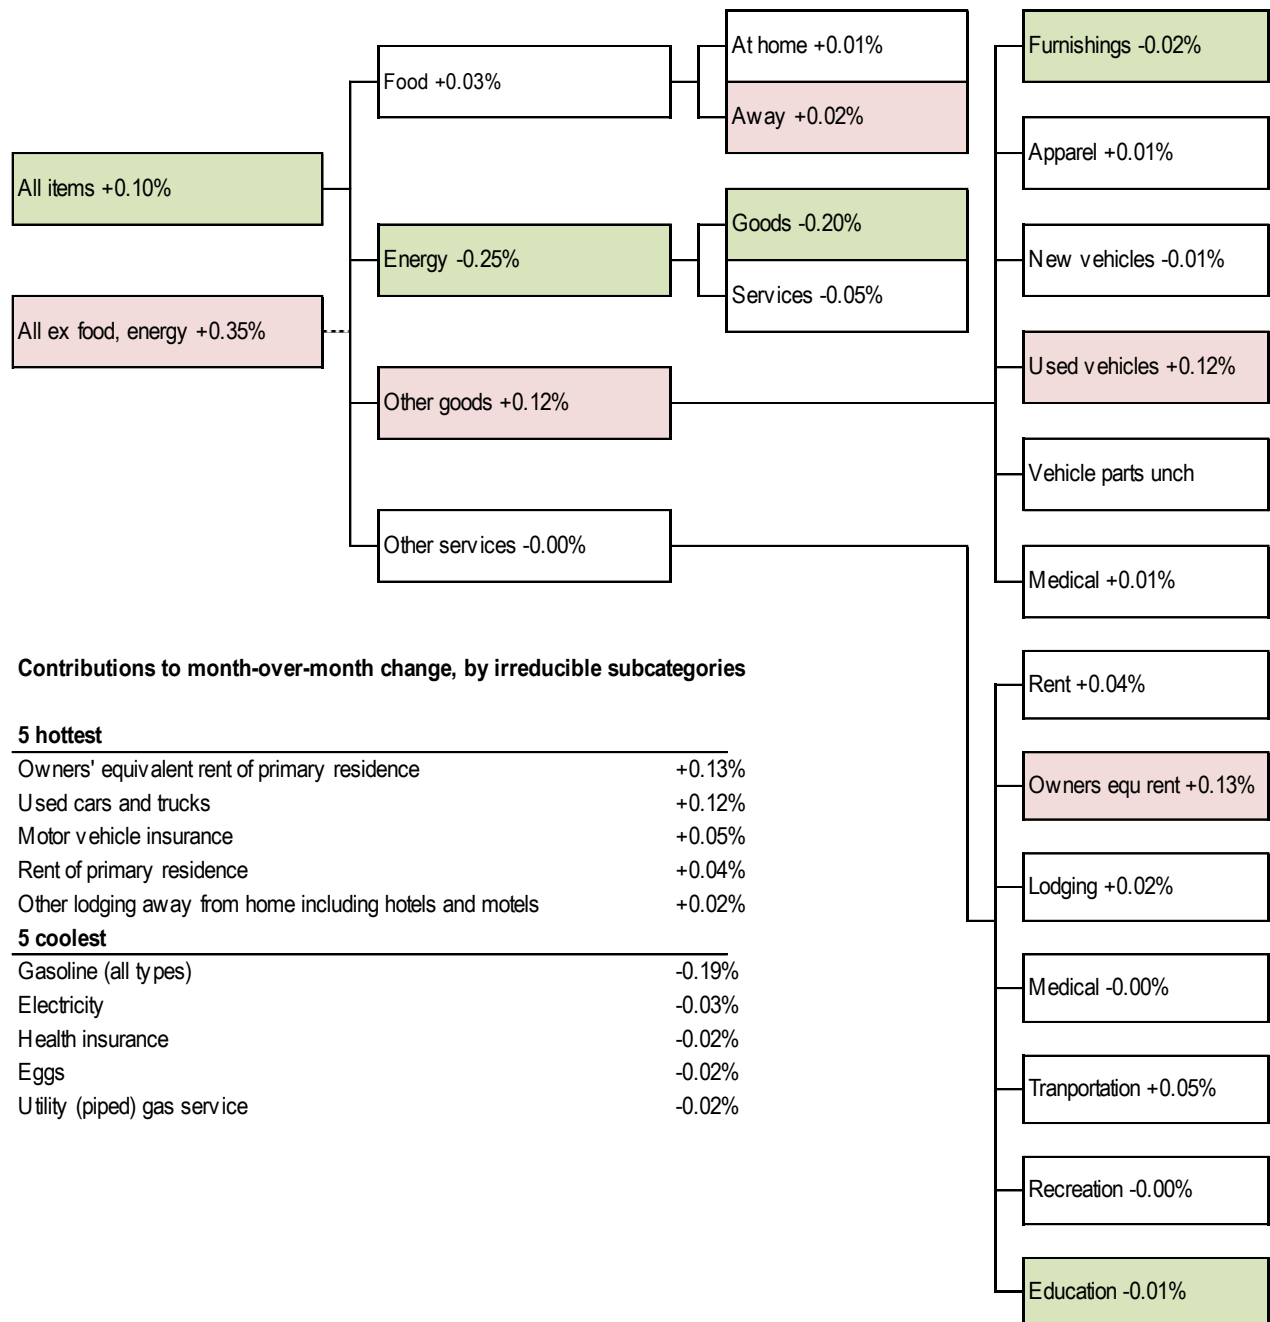 All items +0.10%
All ex food, energy +0.35%
Food +0.03%
Energy -0.25%
Other goods +0.12%
Other services -0.00%
At home +0.01%
Away +0.02%
Goods -0.20%
Services -0.05%
Furnishings -0.02%
Apparel +0.01%
New vehicles -0.01%
Used vehicles +0.12%
Vehicle parts unch
Medical +0.01%
Rent +0.04%
Owners equ rent +0.13%
Lodging +0.02%
Medical -0.00%
Tranportation +0.05%
Recreation -0.00%
Education -0.01%
Contributions to month-over-month change, by irreducible subcategories
5 hottest
Owners' equivalent rent of primary residence +0.13%
Used cars and trucks +0.12%
Motor vehicle insurance +0.05%
Rent of primary residence +0.04%
Other lodging away from home including hotels and motels +0.02%
5 coolest
Gasoline (all types) -0.19%
Electricity -0.03%
Health insurance -0.02%
Eggs -0.02%
Utility (piped) gas service -0.02%